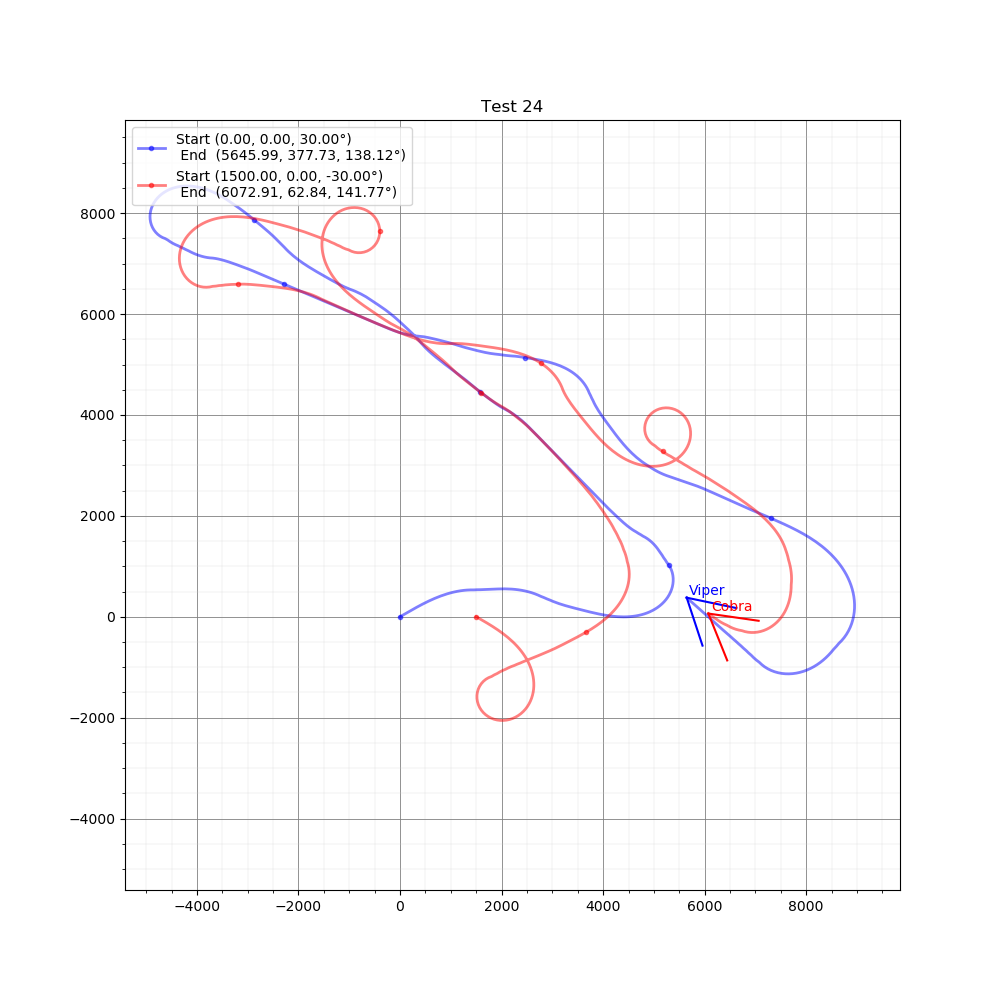 Test 24
Start (0.00, 0.00, 30.00°)
End (5645.99, 377.73, 138.12°)
Start (1500.00, 0.00, -30.00°)
End (6072.91, 62.84, 141.77°)
8000
6000
4000
2000
0
−2000
−4000
Viper
Cobra
−4000 −2000 0 2000 4000 6000 8000